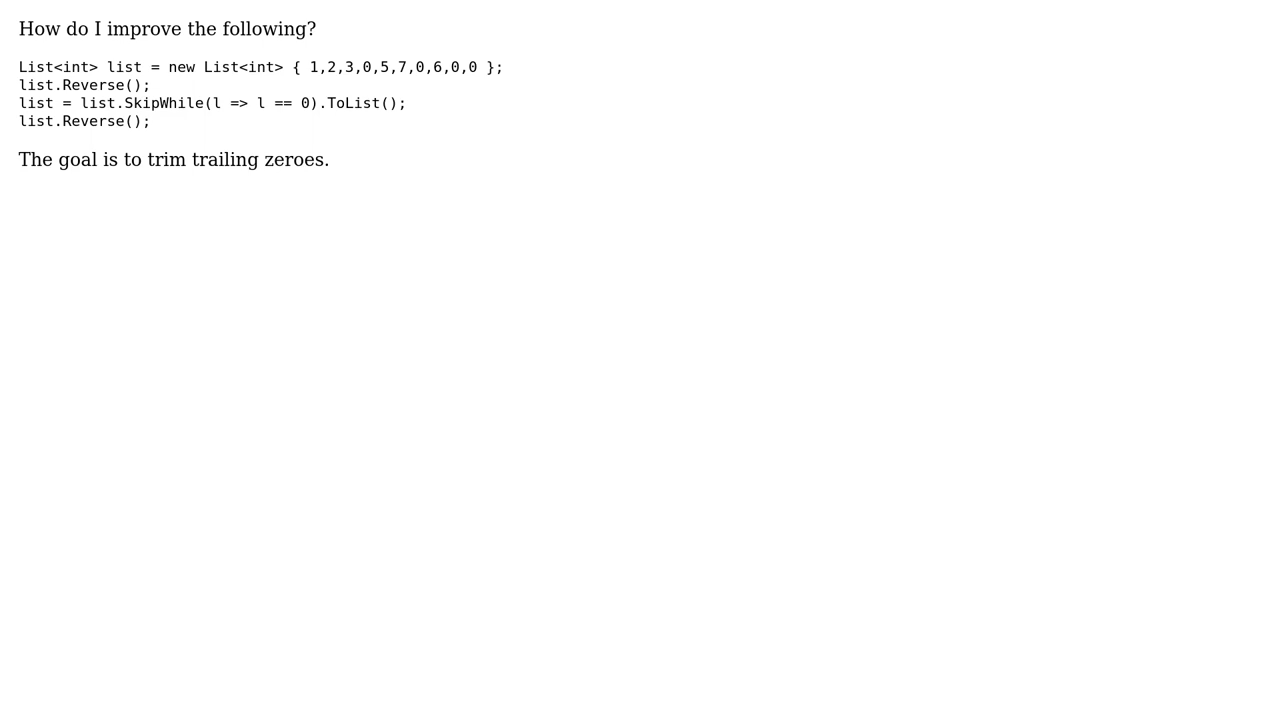 How do I improve the following?
List<int> list = new List<int> { 1,2,3,0,5,7,0,6,0,0 };
list.Reverse();
list = list.SkipWhile(l => l == 0).ToList();
list.Reverse();
The goal is to trim trailing zeroes.